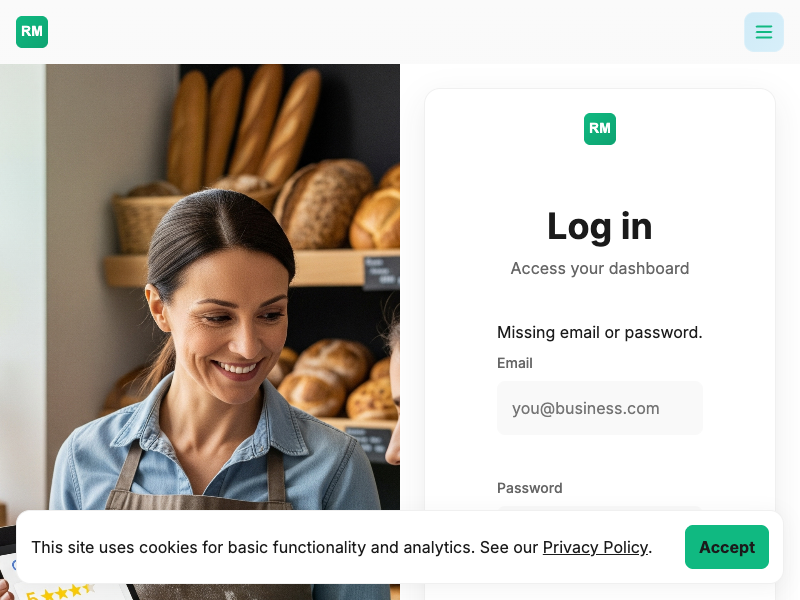 RM
RM
Log in
Access your dashboard
Missing email or password.
Email
you@business.com
Password
This site uses cookies for basic functionality and analytics. See our Privacy Policy.
Accept
5